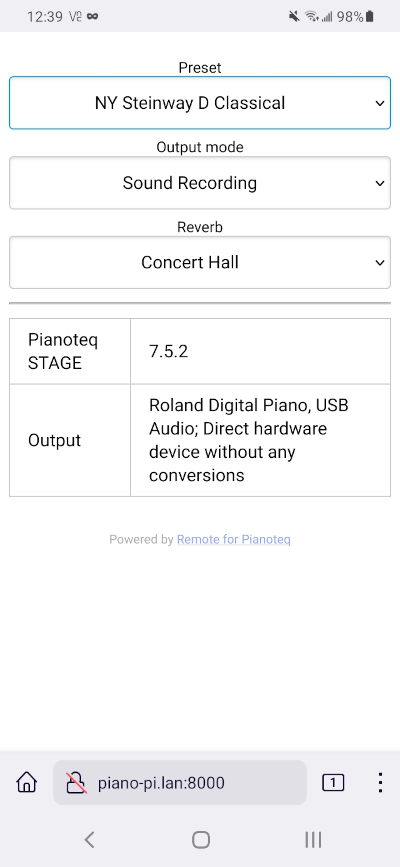 12:39
98%
Preset
NY Steinway D Classical
Output mode
Sound Recording
Reverb
Concert Hall
Pianoteq
STAGE
7.5.2
Output
Roland Digital Piano, USB
Audio; Direct hardware
device without any
conversions
Powered by Remote for Pianoteq
piano-pi.lan:8000
1